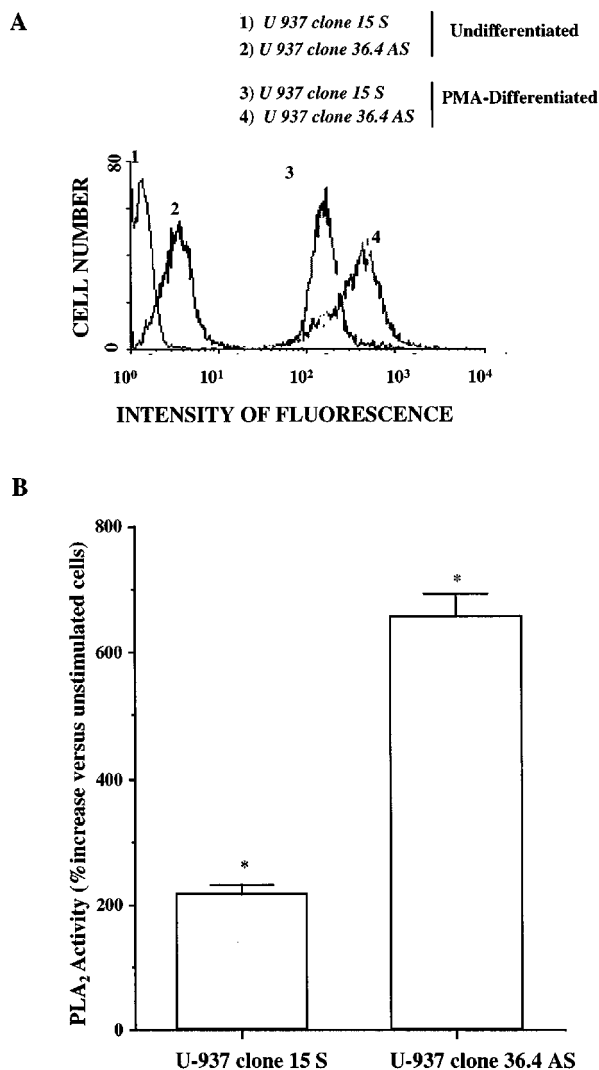 A
1) U 937 clone 15 S
2) U 937 clone 36.4 AS
Undifferentiated
3) U 937 clone 15 S
4) U 937 clone 36.4 AS
PMA-Differentiated
CELL NUMBER
80
0
1
2
3
4
10⁰ 10¹ 10² 10³ 10⁴
INTENSITY OF FLUORESCENCE
B
PLA₂ Activity (% increase versus unstimulated cells)
800
600
400
200
0
*
*
U-937 clone 15 S
U-937 clone 36.4 AS